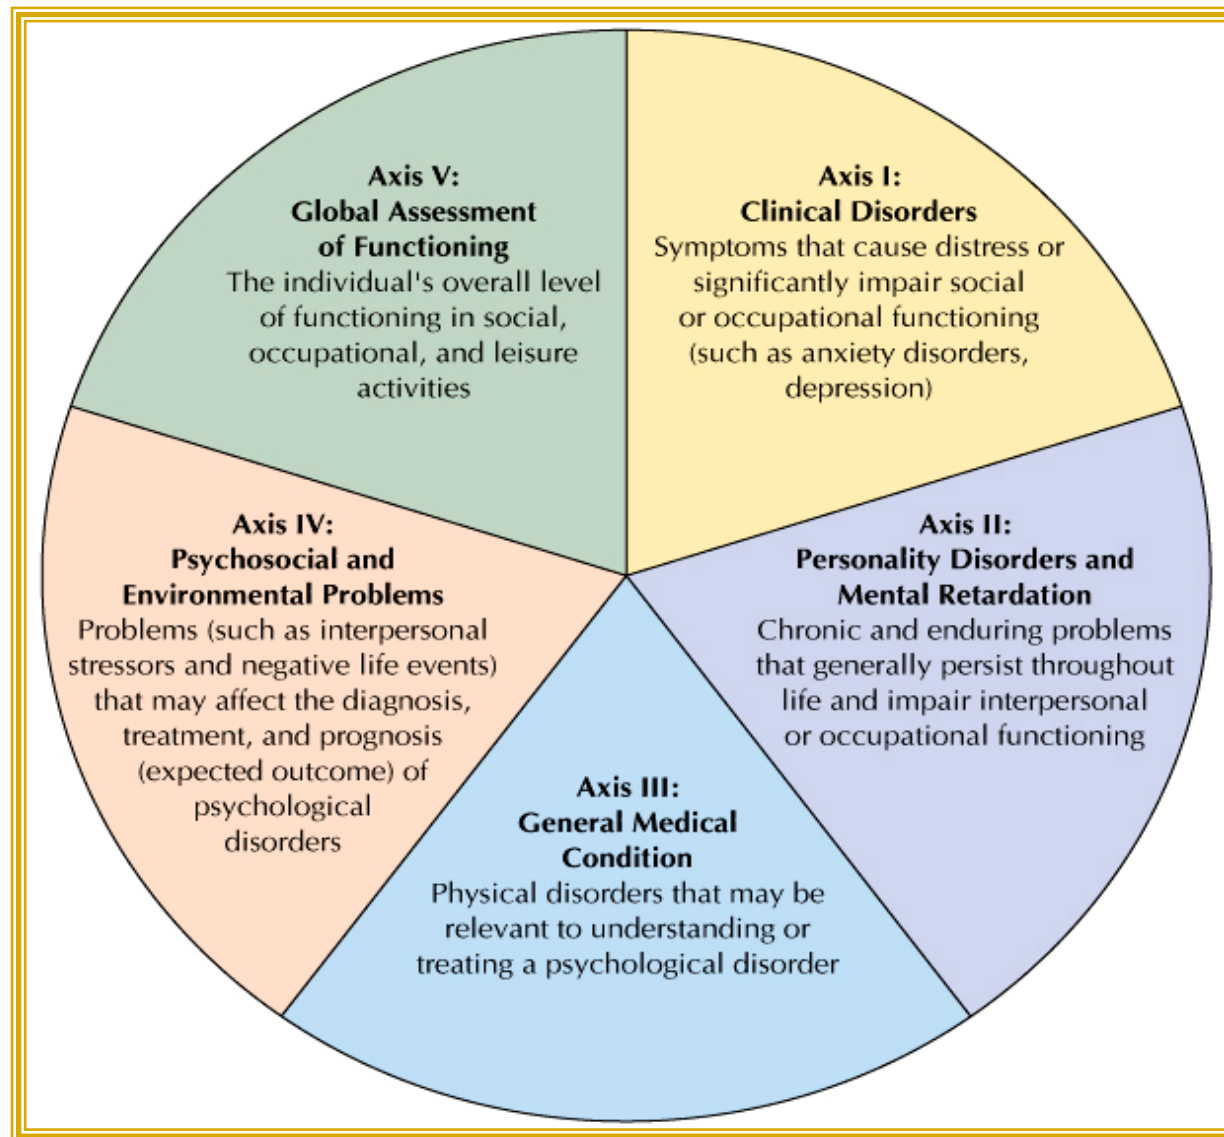 Axis I:
Clinical Disorders
Symptoms that cause distress or
significantly impair social
or occupational functioning
(such as anxiety disorders,
depression)
Axis II:
Personality Disorders and
Mental Retardation
Chronic and enduring problems
that generally persist throughout
life and impair interpersonal
or occupational functioning
Axis III:
General Medical
Condition
Physical disorders that may be
relevant to understanding or
treating a psychological disorder
Axis IV:
Psychosocial and
Environmental Problems
Problems (such as interpersonal
stressors and negative life events)
that may affect the diagnosis,
treatment, and prognosis
(expected outcome) of
psychological
disorders
Axis V:
Global Assessment
of Functioning
The individual's overall level
of functioning in social,
occupational, and leisure
activities